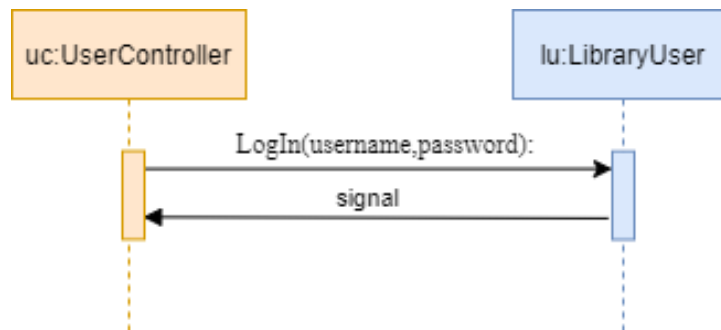 uc:UserController
lu:LibraryUser
LogIn(username,password):
signal